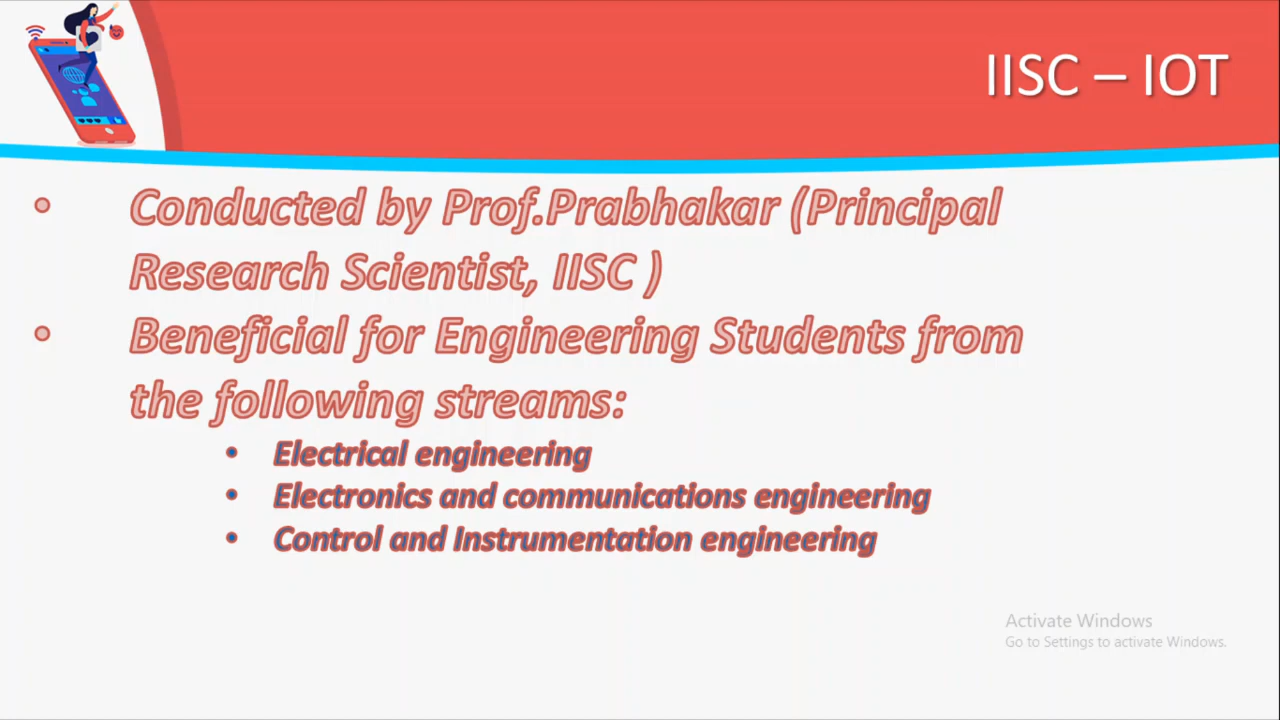 IISC – IOT
• Conducted by Prof.Prabhakar (Principal
Research Scientist, IISC )
• Beneficial for Engineering Students from
the following streams:
• Electrical engineering
• Electronics and communications engineering
• Control and Instrumentation engineering
Activate Windows
Go to Settings to activate Windows.